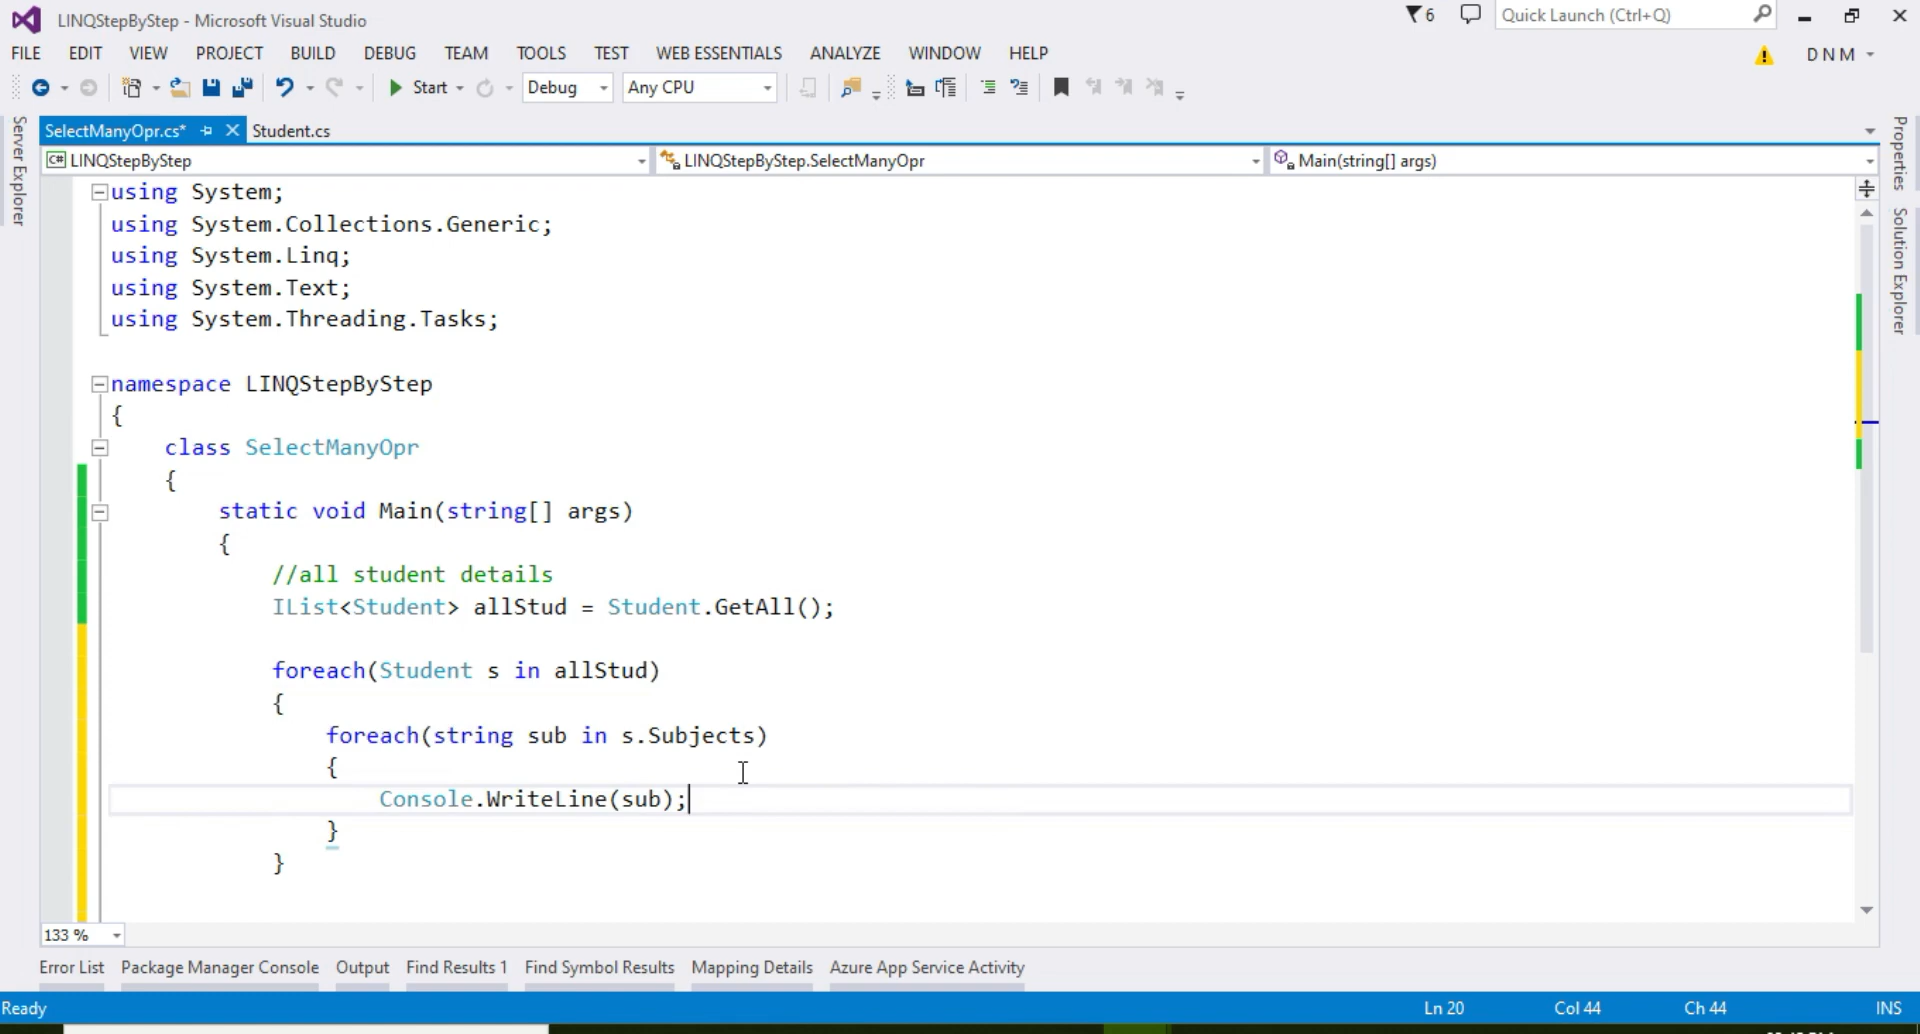 LINQStepByStep - Microsoft Visual Studio
6
Quick Launch (Ctrl+Q)
FILE EDIT VIEW PROJECT BUILD DEBUG TEAM TOOLS TEST WEB ESSENTIALS ANALYZE WINDOW HELP
D N M
Start Debug Any CPU
SelectManyOpr.cs* Student.cs
C# LINQStepByStep LINQStepByStep.SelectManyOpr Main(string[] args)
Server Explorer
Properties
Solution Explorer
using System;
using System.Collections.Generic;
using System.Linq;
using System.Text;
using System.Threading.Tasks;
namespace LINQStepByStep
{
class SelectManyOpr
{
static void Main(string[] args)
{
//all student details
IList<Student> allStud = Student.GetAll();
foreach(Student s in allStud)
{
foreach(string sub in s.Subjects)
{
Console.WriteLine(sub);
}
}
133 %
Error List Package Manager Console Output Find Results 1 Find Symbol Results Mapping Details Azure App Service Activity
Ready Ln 20 Col 44 Ch 44 INS